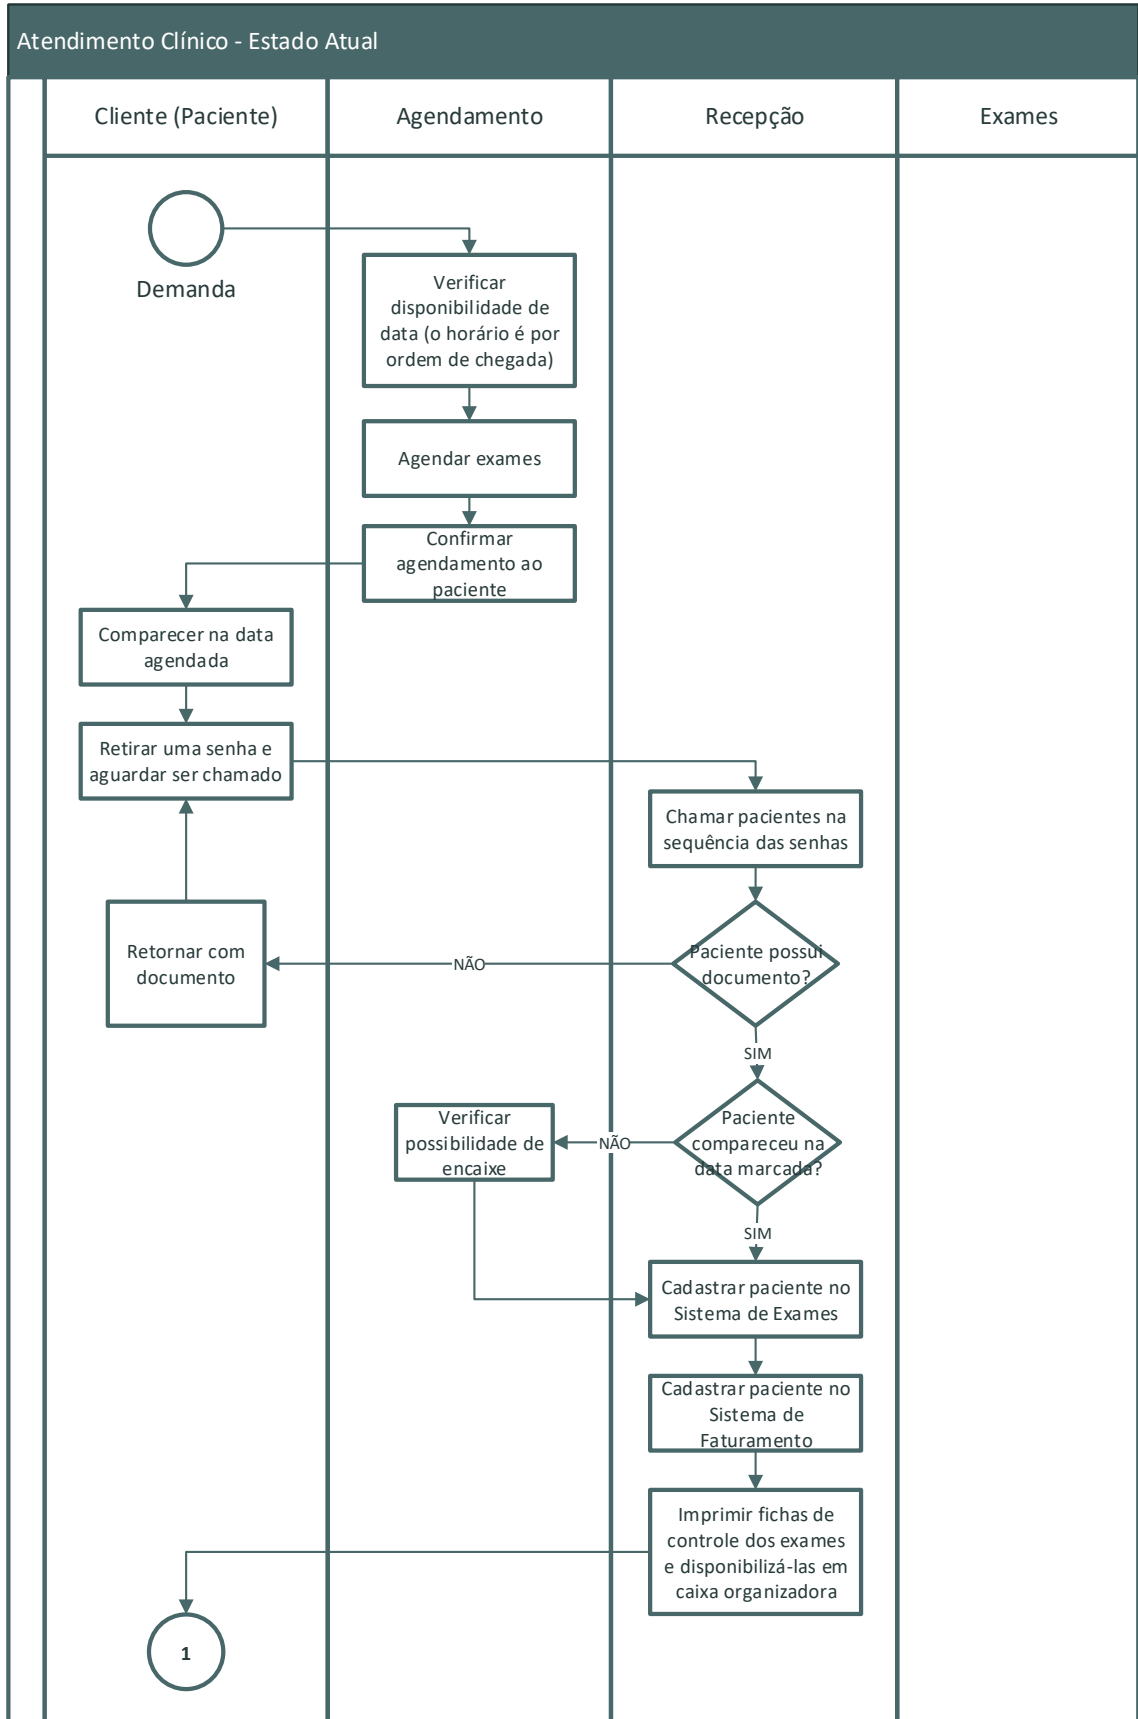 Atendimento Clínico - Estado Atual
Cliente (Paciente)
Agendamento
Recepção
Exames
Demanda
Verificar
disponibilidade de
data (o horário é por
ordem de chegada)
Agendar exames
Confirmar
agendamento ao
paciente
Comparecer na data
agendada
Retirar uma senha e
aguardar ser chamado
Chamar pacientes na
sequência das senhas
Paciente possui
documento?
NÃO
Retornar com
documento
SIM
Paciente
compareceu na
data marcada?
NÃO
Verificar
possibilidade de
encaixe
SIM
Cadastrar paciente no
Sistema de Exames
Cadastrar paciente no
Sistema de
Faturamento
Imprimir fichas de
controle dos exames
e disponibilizá-las em
caixa organizadora
1